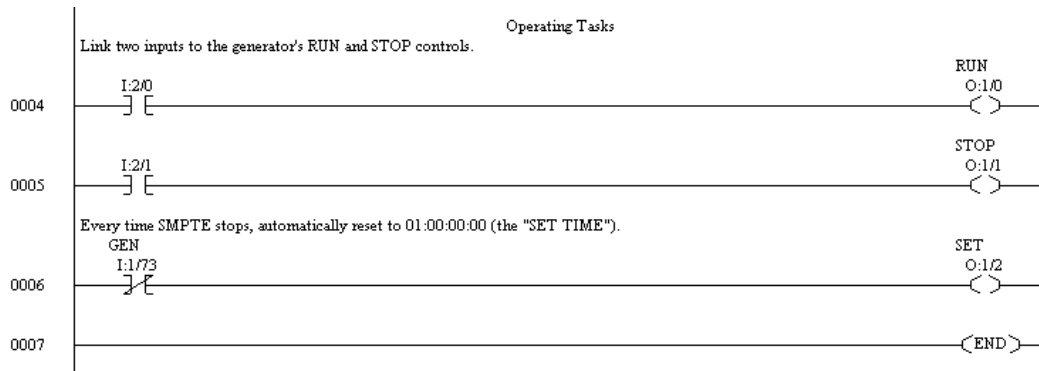 Operating Tasks
Link two inputs to the generator's RUN and STOP controls.
RUN
I:2/0 O:1/0
0004
STOP
I:2/1 O:1/1
0005
Every time SMPTE stops, automatically reset to 01:00:00:00 (the "SET TIME").
GEN SET
I:1/73 O:1/2
0006
0007 END